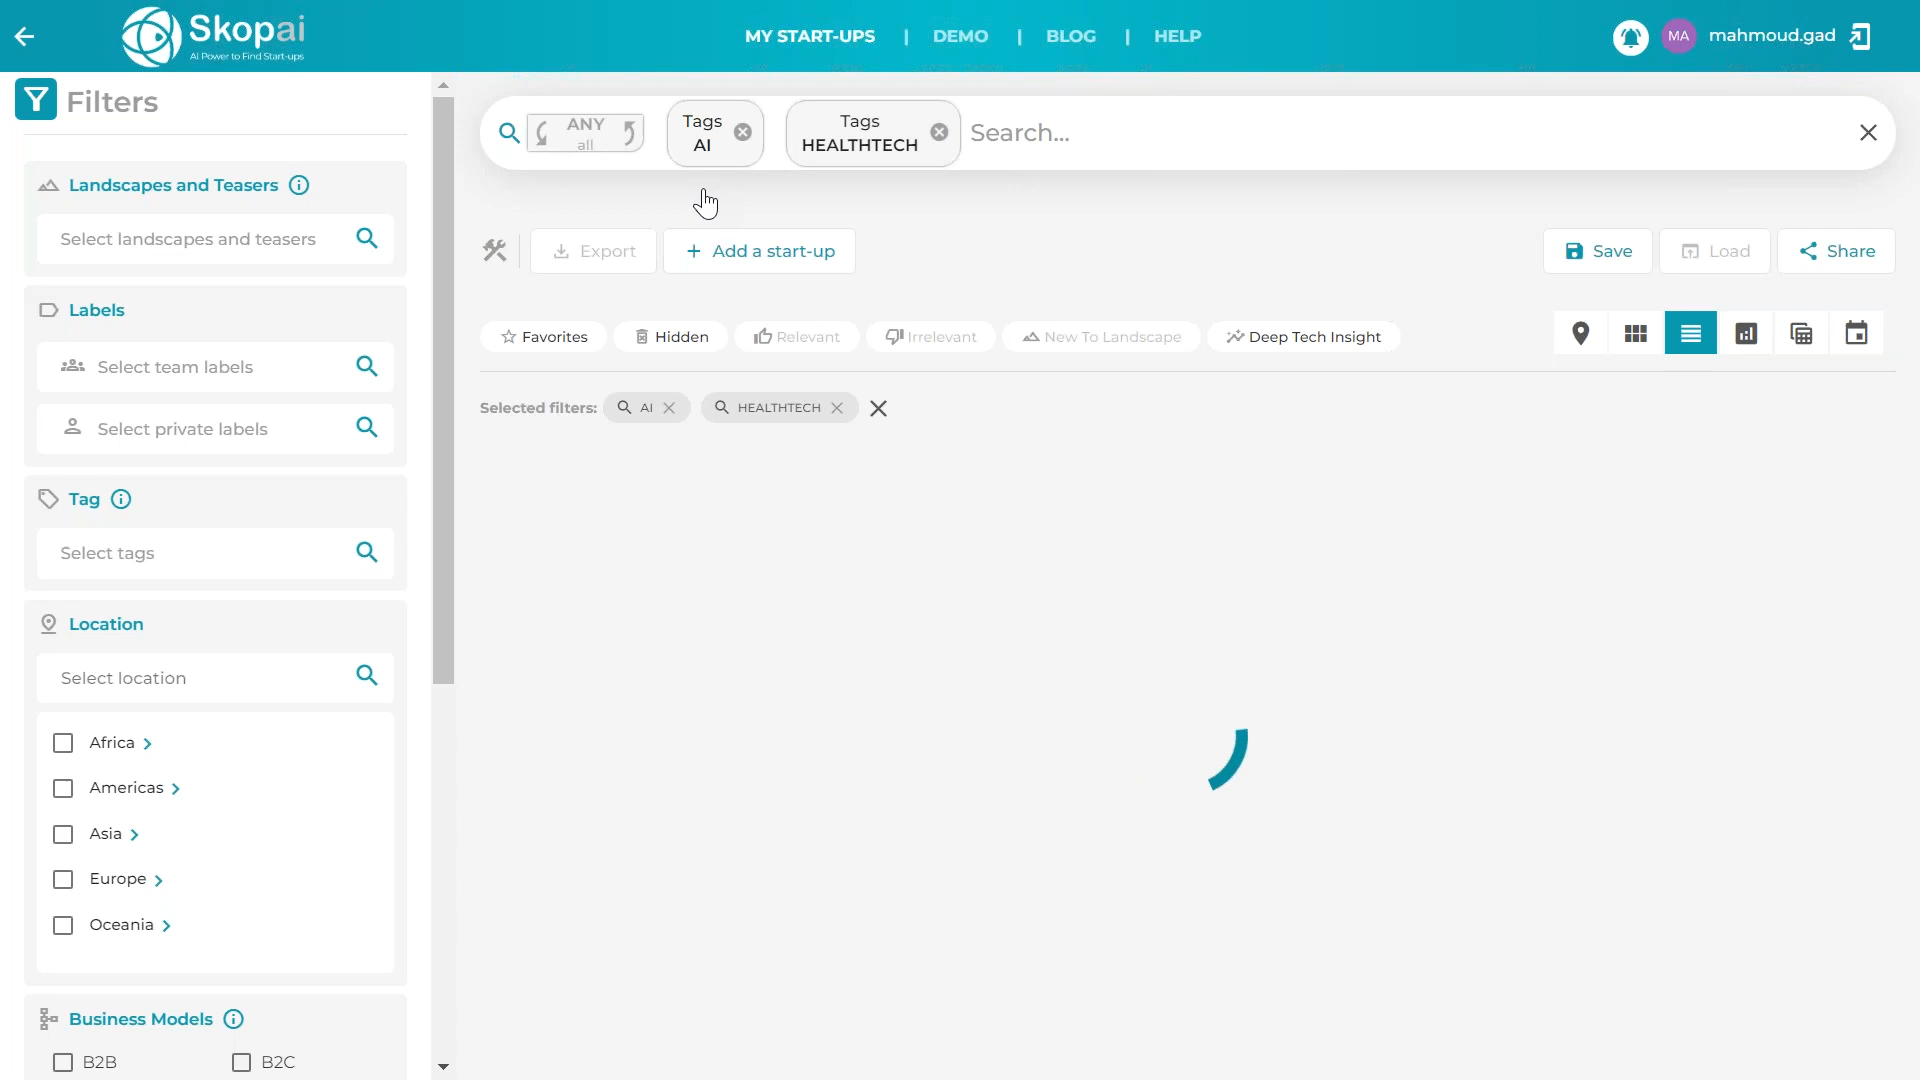 Skopai
AI Power to Find Start-ups
MY START-UPS | DEMO | BLOG | HELP
MA mahmoud.gad
Filters
Landscapes and Teasers
Select landscapes and teasers
Labels
Select team labels
Select private labels
Tag
Select tags
Location
Select location
Africa
Americas
Asia
Europe
Oceania
Business Models
B2B B2C
ANY
all
Tags
AI
Tags
HEALTHTECH
Search...
Export
+ Add a start-up
Save
Load
Share
Favorites
Hidden
Relevant
Irrelevant
New To Landscape
Deep Tech Insight
Selected filters: AI HEALTHTECH